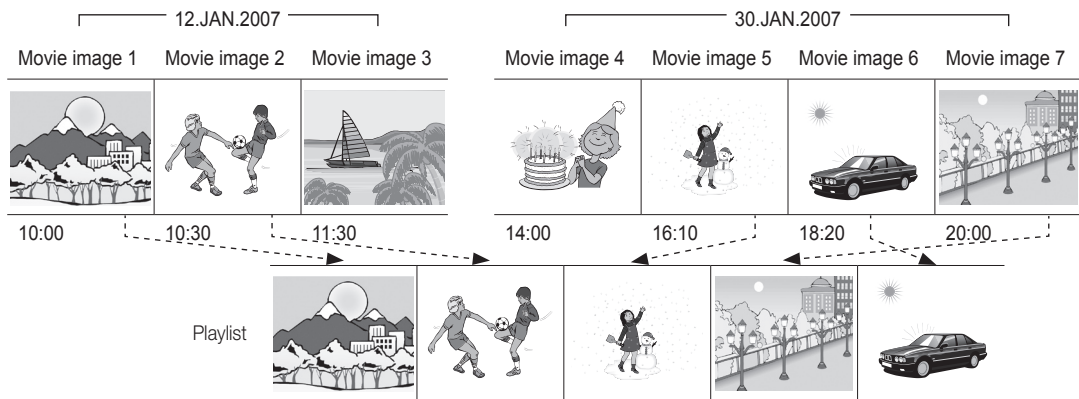 12.JAN.2007 30.JAN.2007
Movie image 1 Movie image 2 Movie image 3 Movie image 4 Movie image 5 Movie image 6 Movie image 7
10:00 10:30 11:30 14:00 16:10 18:20 20:00
Playlist